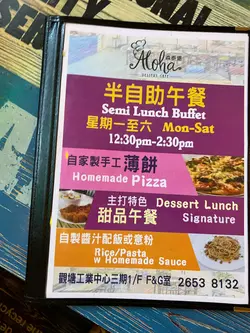 Aloha
半自助午餐
Semi Lunch Buffet
星期一至六 Mon-Sat
12:30pm-2:30pm
自家製手工薄餅
Homemade Pizza
主打特色 Dessert Lunch
甜品午餐 Signature
自製醬汁配飯或意粉
Rice/Pasta
w Homemade Sauce
觀塘工業中心三期1/F F&G室 2653 8132